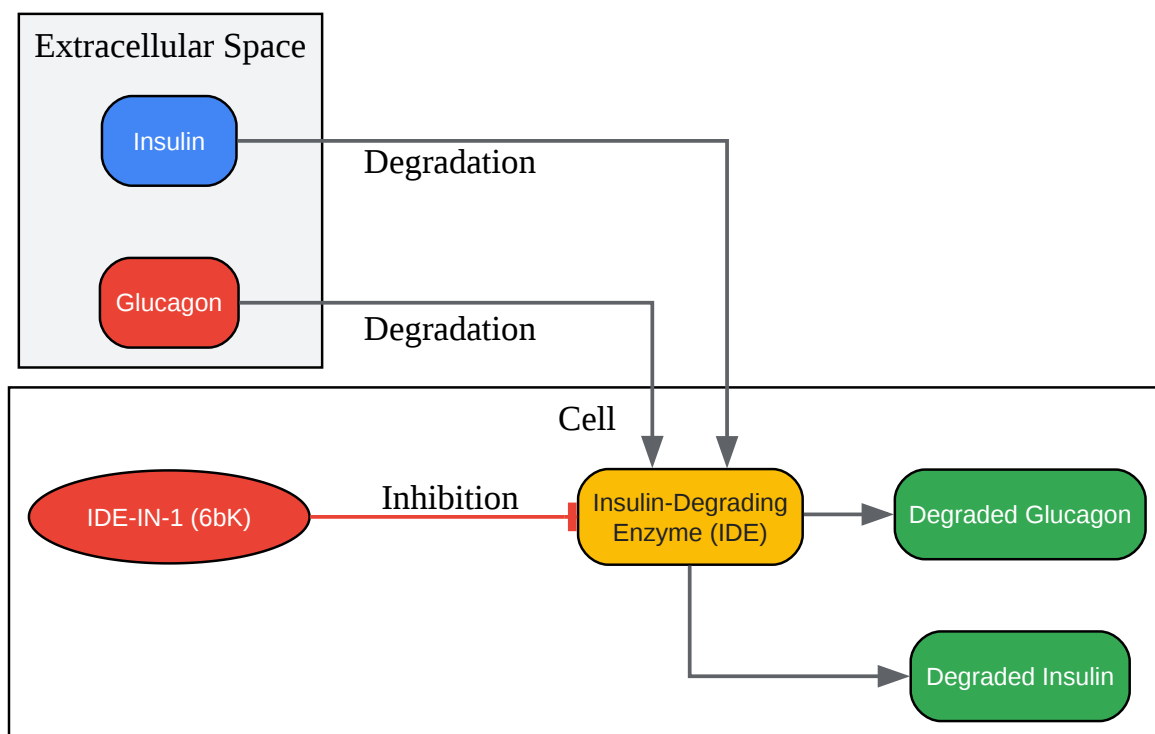 Extracellular Space
Insulin
Degradation
Glucagon
Degradation
Cell
IDE-IN-1 (6bK)
Inhibition
Insulin-Degrading
Enzyme (IDE)
Degraded Glucagon
Degraded Insulin